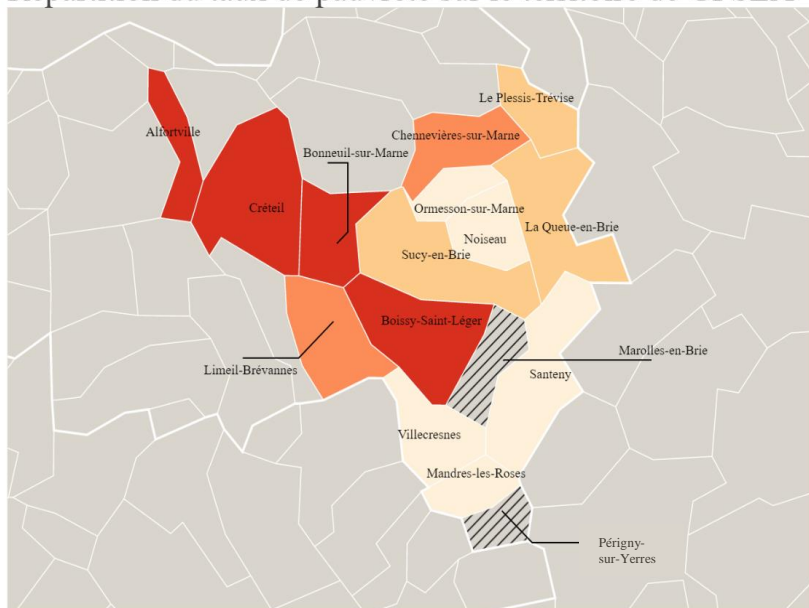 Le Plessis-Trévise
Alfortville
Chennevières-sur-Marne
Bonneuil-sur-Marne
Créteil
Ormesson-sur-Marne
La Queue-en-Brie
Noiseau
Sucy-en-Brie
Boissy-Saint-Léger
Marolles-en-Brie
Limeil-Brévannes
Santeny
Villecresnes
Mandres-les-Roses
Périgny-
sur-Yerres